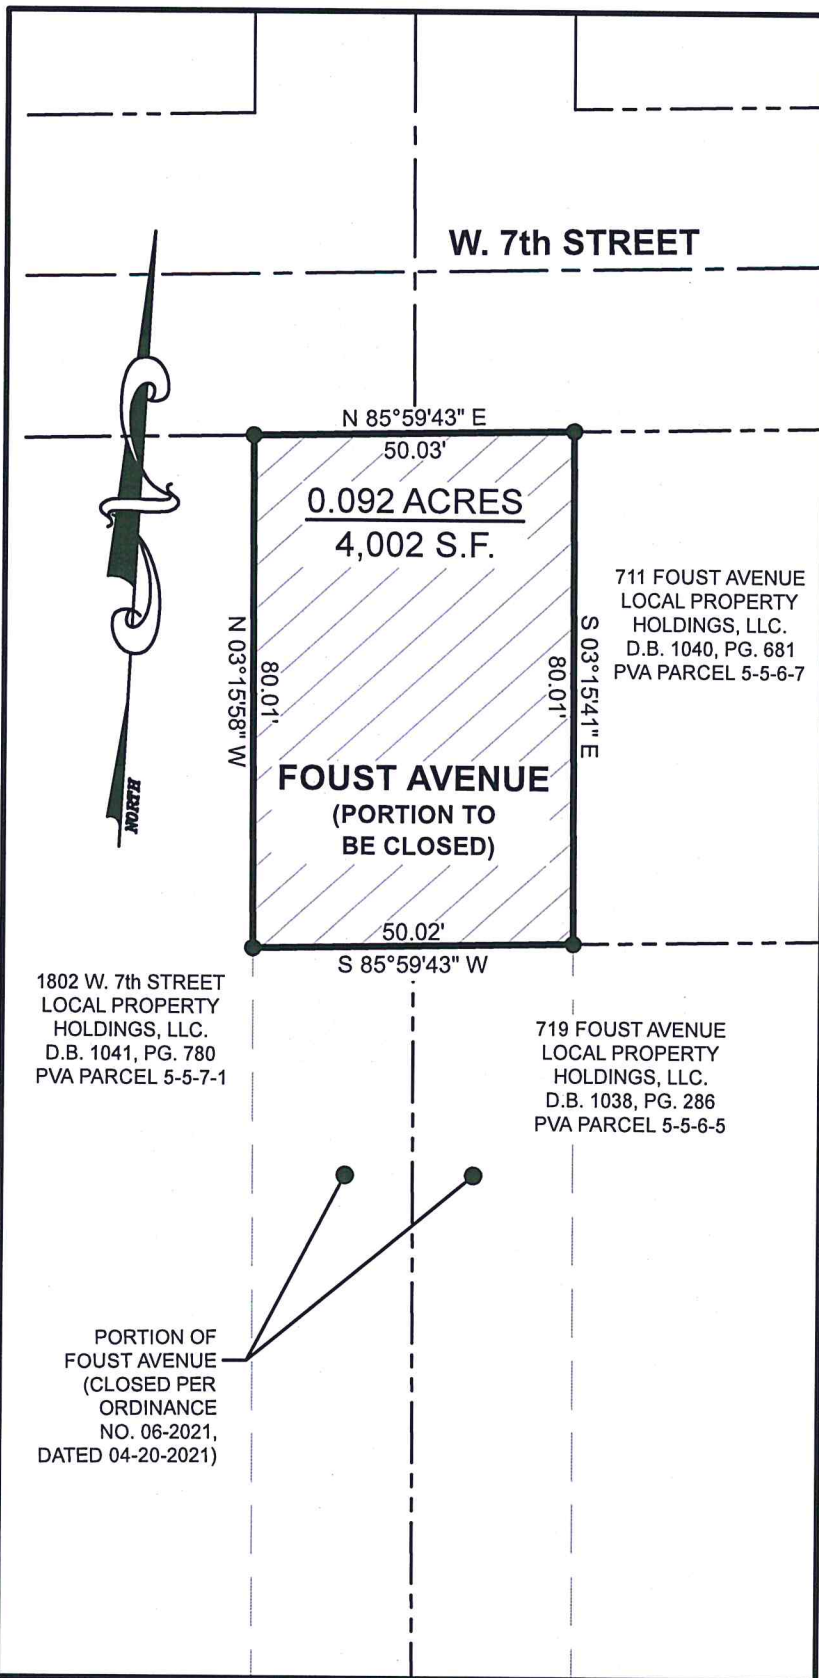 W. 7th STREET
N 85°59'43" E
50.03'
0.092 ACRES
4,002 S.F.
N 03°15'58" W
80.01'
S 03°15'41" E
80.01'
711 FOUST AVENUE
LOCAL PROPERTY
HOLDINGS, LLC.
D.B. 1040, PG. 681
PVA PARCEL 5-5-6-7
FOUST AVENUE
(PORTION TO
BE CLOSED)
NORTH
50.02'
S 85°59'43" W
1802 W. 7th STREET
LOCAL PROPERTY
HOLDINGS, LLC.
D.B. 1041, PG. 780
PVA PARCEL 5-5-7-1
719 FOUST AVENUE
LOCAL PROPERTY
HOLDINGS, LLC.
D.B. 1038, PG. 286
PVA PARCEL 5-5-6-5
PORTION OF
FOUST AVENUE
(CLOSED PER
ORDINANCE
NO. 06-2021,
DATED 04-20-2021)